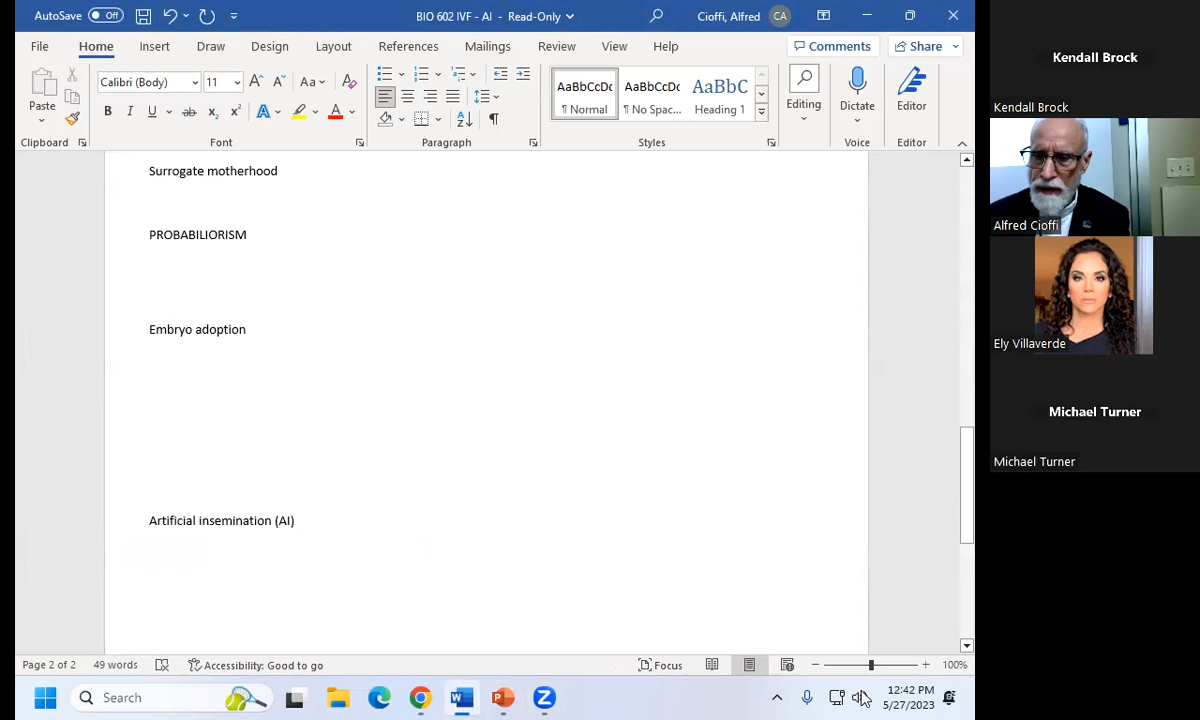 AutoSave Off
BIO 602 IVF - AI - Read-Only
Cioffi, Alfred CA
File Home Insert Draw Design Layout References Mailings Review View Help
Comments Share
Paste
Calibri (Body) 11
Aa
B I U ab x₂ x² A A
AaBbCcDc AaBbCcDc AaBbC
¶ Normal ¶ No Spac... Heading 1
Editing
Dictate
Editor
Clipboard Font Paragraph Styles Voice Editor
Surrogate motherhood
PROBABILIORISM
Embryo adoption
Artificial insemination (AI)
Page 2 of 2 49 words Accessibility: Good to go Focus 100%
Search
12:42 PM
5/27/2023
Kendall Brock
Kendall Brock
Alfred Cioffi
Ely Villaverde
Michael Turner
Michael Turner